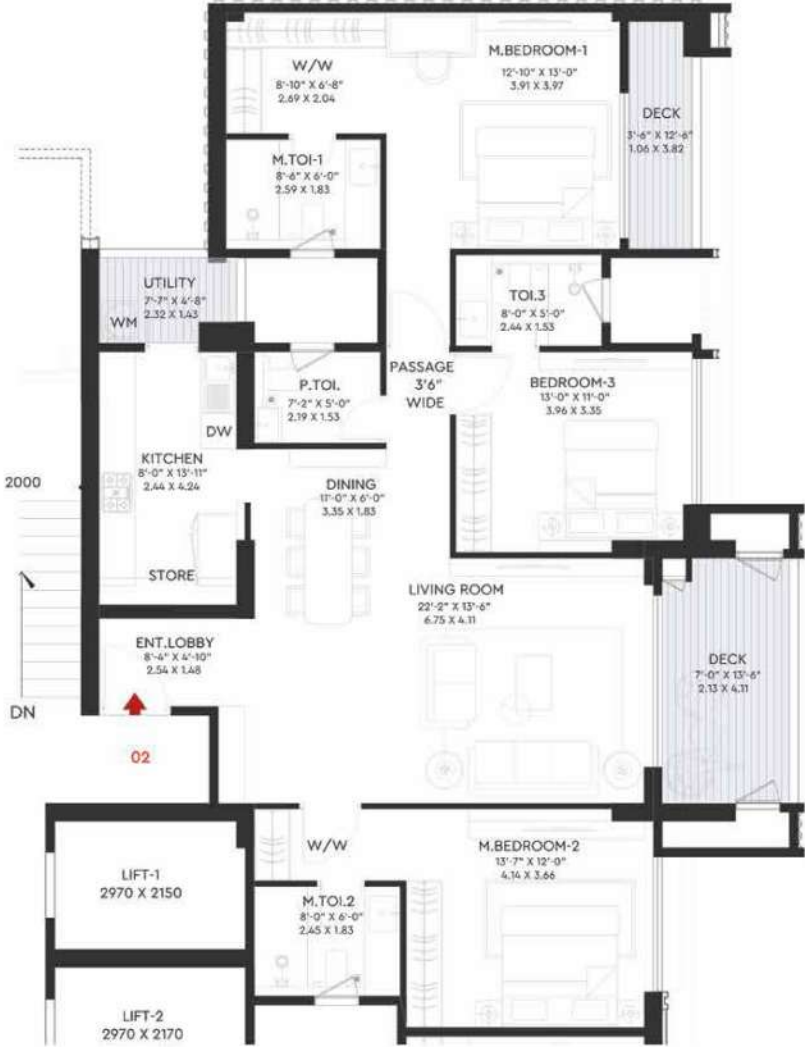 M.BEDROOM-1
12'-10" X 13'-0"
3.91 X 3.97
W/W
8'-10" X 6'-8"
2.69 X 2.04
DECK
3'-6" X 12'-6"
1.06 X 3.82
M.TOI-1
8'-6" X 6'-0"
2.59 X 1.83
UTILITY
7'-7" X 4'-8"
2.32 X 1.43
WM
TOI.3
8'-0" X 5'-0"
2.44 X 1.53
PASSAGE
3'6"
WIDE
P.TOI.
7'-2" X 5'-0"
2.19 X 1.53
BEDROOM-3
13'-0" X 11'-0"
3.96 X 3.35
DW
KITCHEN
8'-0" X 13'-11"
2.44 X 4.24
2000
DINING
11'-0" X 6'-0"
3.35 X 1.83
STORE
LIVING ROOM
22'-2" X 13'-6"
6.75 X 4.11
ENT.LOBBY
8'-4" X 4'-10"
2.54 X 1.48
DECK
7'-0" X 13'-6"
2.13 X 4.11
DN
02
W/W
M.BEDROOM-2
13'-7" X 12'-0"
4.14 X 3.66
LIFT-1
2970 X 2150
M.TOI.2
8'-0" X 6'-0"
2.45 X 1.83
LIFT-2
2970 X 2170